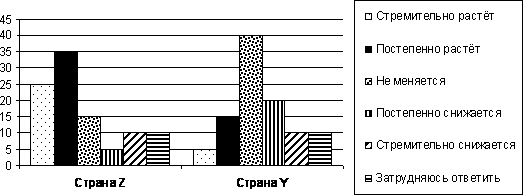 45
40
35
30
25
20
15
10
5
0
Страна Z
Страна Y
Стремительно растёт
Постепенно растёт
Не меняется
Постепенно снижается
Стремительно снижается
Затрудняюсь ответить